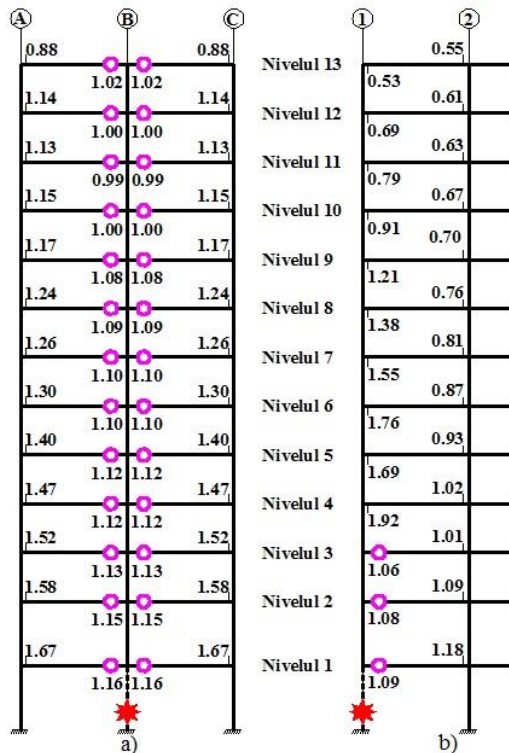 A B C 1 2
0.88 0.88 Nivelul 13 0.55
1.02 1.02 0.53
1.14 1.14 Nivelul 12 0.61
1.00 1.00 0.69
1.13 1.13 Nivelul 11 0.63
0.99 0.99 0.79
1.15 1.15 Nivelul 10 0.67
1.00 1.00 0.91
1.17 1.17 Nivelul 9 0.70
1.08 1.08 1.21
1.24 1.24 Nivelul 8 0.76
1.09 1.09 1.38
1.26 1.26 Nivelul 7 0.81
1.10 1.10 1.55
1.30 1.30 Nivelul 6 0.87
1.10 1.10 1.76
1.40 1.40 Nivelul 5 0.93
1.12 1.12 1.69
1.47 1.47 Nivelul 4 1.02
1.12 1.12 1.92
1.52 1.52 Nivelul 3 1.01
1.13 1.13 1.06
1.58 1.58 Nivelul 2 1.09
1.15 1.15 1.08
1.67 1.67 Nivelul 1 1.18
1.16 1.16 1.09
a) b)